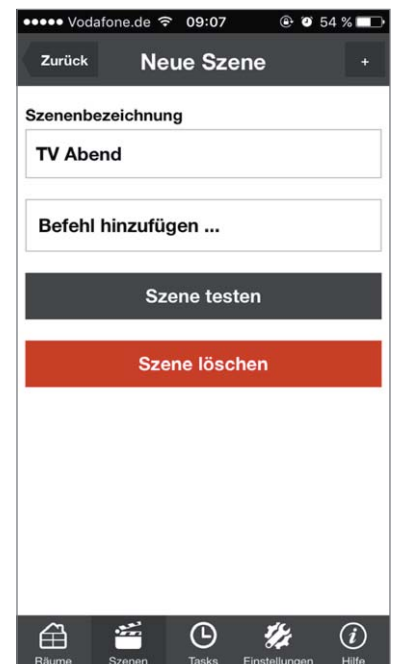 Vodafone.de 09:07 54 %
Zurück Neue Szene +
Szenenbezeichnung
TV Abend
Befehl hinzufügen ...
Szene testen
Szene löschen
Räume Szenen Tasks Einstellungen Hilfe